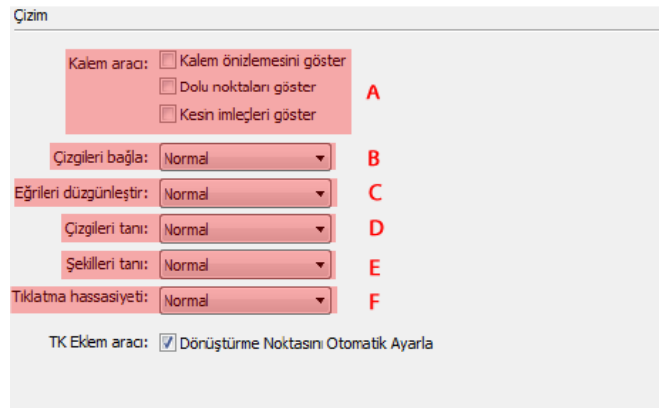 Çizim
Kalem aracı: Kalem önizlemesini göster
Dolu noktaları göster
Kesin imleçleri göster
A
Çizgileri bağla: Normal B
Eğrileri düzgünleştir: Normal C
Çizgileri tanı: Normal D
Şekilleri tanı: Normal E
Tıklatma hassasiyeti: Normal F
TK Eklem aracı: Dönüştürme Noktasını Otomatik Ayarla